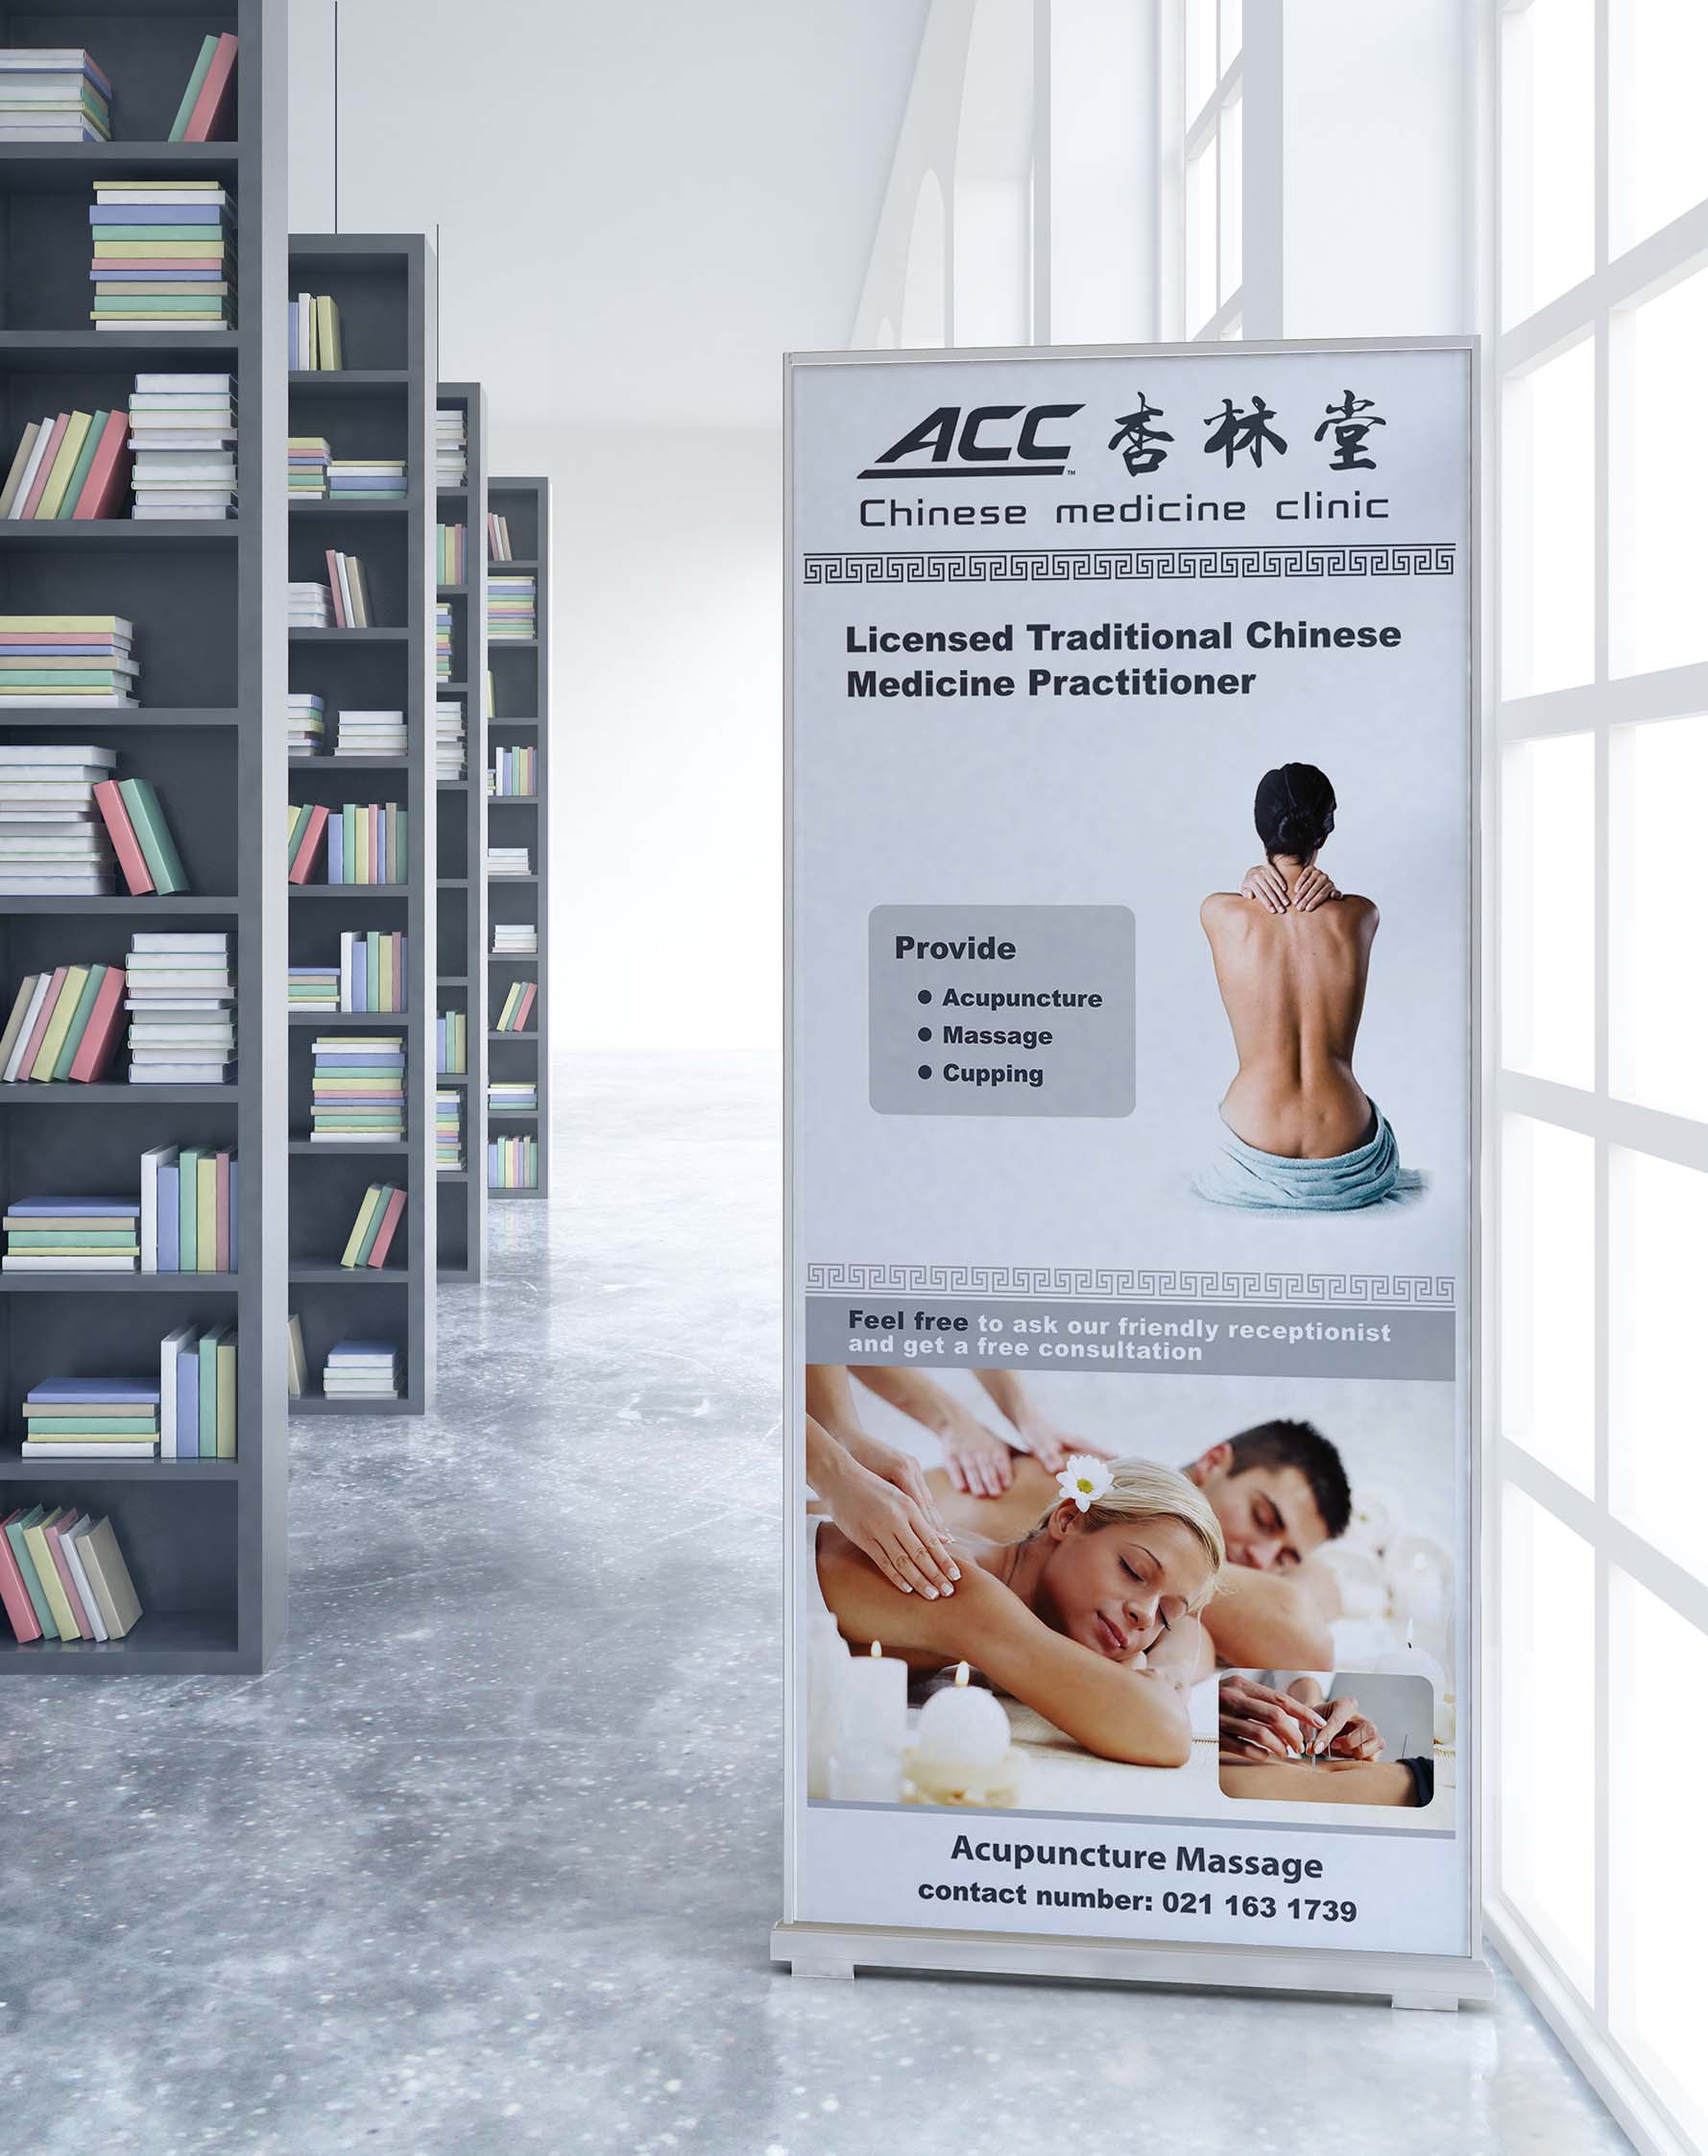 ACC 杏林堂
™
Chinese medicine clinic
Licensed Traditional Chinese
Medicine Practitioner
Provide
● Acupuncture
● Massage
● Cupping
Feel free to ask our friendly receptionist
and get a free consultation
Acupuncture Massage
contact number: 021 163 1739